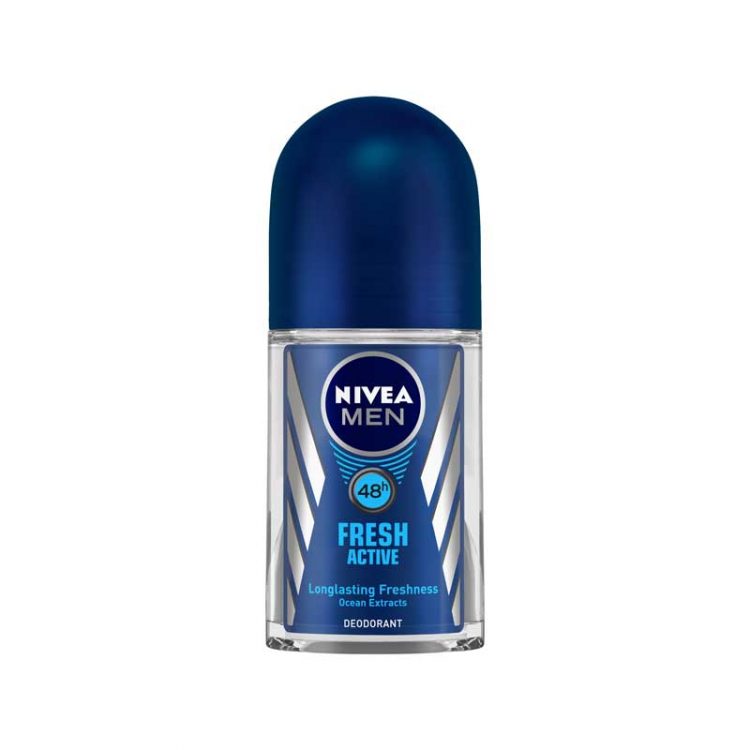 NIVEA
MEN
48h
FRESH
ACTIVE
Longlasting Freshness
Ocean Extracts
DEODORANT